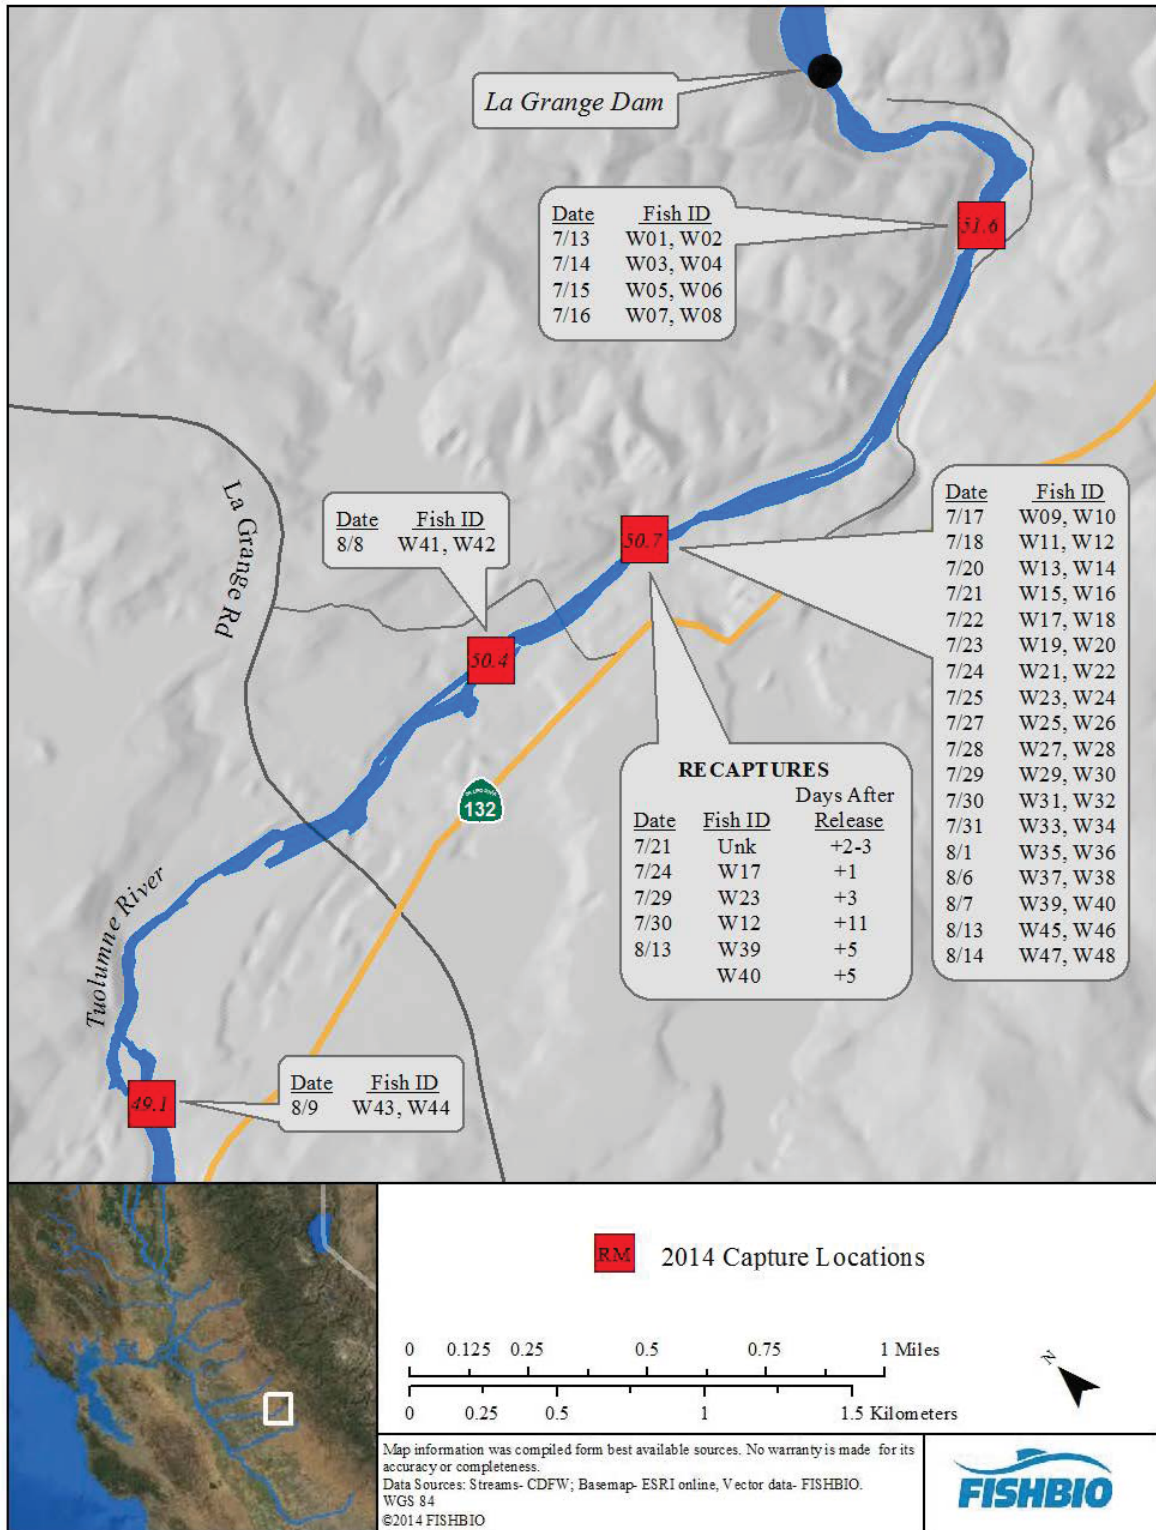 La Grange Dam
51.6
Date Fish ID
7/13 W01, W02
7/14 W03, W04
7/15 W05, W06
7/16 W07, W08
La Grange Rd
Date Fish ID
8/8 W41, W42
50.7
50.4
Date Fish ID
7/17 W09, W10
7/18 W11, W12
7/20 W13, W14
7/21 W15, W16
7/22 W17, W18
7/23 W19, W20
7/24 W21, W22
7/25 W23, W24
7/27 W25, W26
7/28 W27, W28
7/29 W29, W30
7/30 W31, W32
7/31 W33, W34
8/1 W35, W36
8/6 W37, W38
8/7 W39, W40
8/13 W45, W46
8/14 W47, W48
RECAPTURES
Days After
Date Fish ID Release
7/21 Unk +2-3
7/24 W17 +1
7/29 W23 +3
7/30 W12 +11
8/13 W39 +5
W40 +5
132
Tuolumne River
49.1
Date Fish ID
8/9 W43, W44
RM 2014 Capture Locations
0 0.125 0.25 0.5 0.75 1 Miles
0 0.25 0.5 1 1.5 Kilometers
N
Map information was compiled form best available sources. No warranty is made for its
accuracy or completeness.
Data Sources: Streams- CDFW; Basemap- ESRI online, Vector data- FISHBIO.
WGS 84
©2014 FISHBIO
FISHBIO